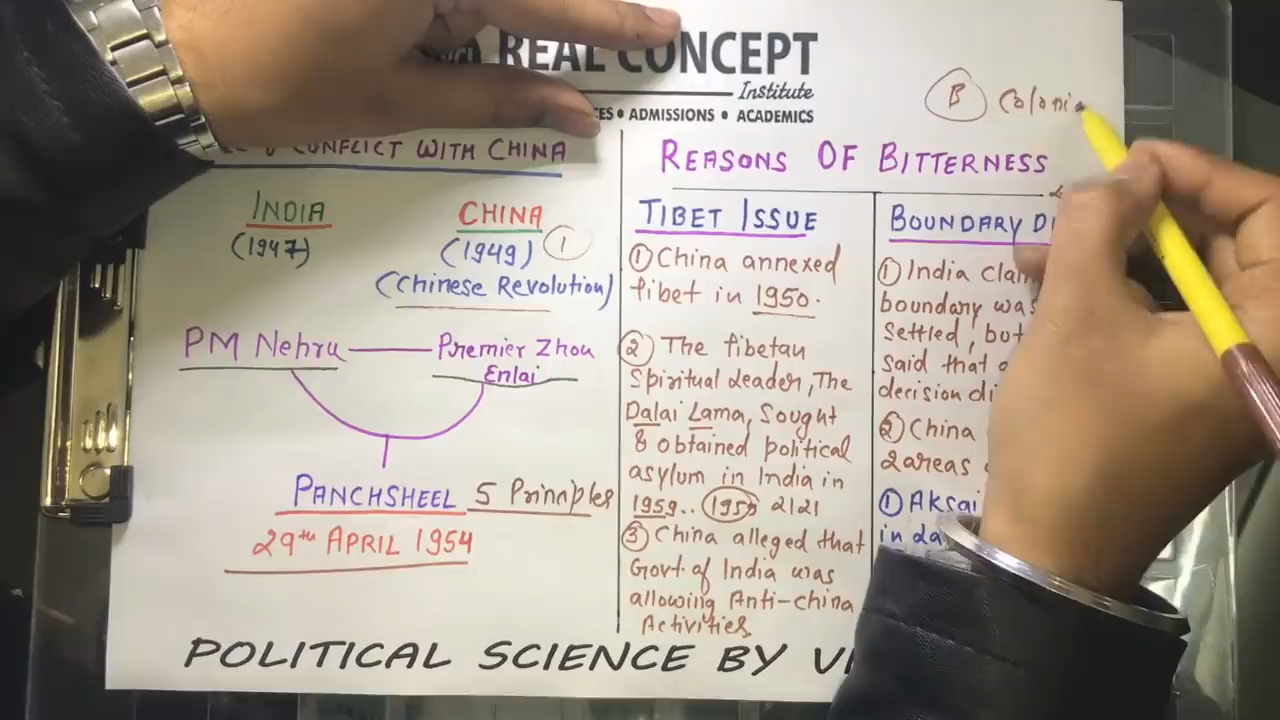 REAL CONCEPT
Institute
• ADMISSIONS • ACADEMICS
B Colonia
CONFLICT WITH CHINA
INDIA
(1947)
CHINA
(1949) 1
(Chinese Revolution)
PM Nehru
Premier Zhou
Enlai
PANCHSHEEL 5 Prinples
29th APRIL 1954
REASONS OF BITTERNESS
TIBET ISSUE
① China annexed
Tibet in 1950.
② The Tibetan
Spiritual Leader, The
Dalai Lama, Sought
& obtained political
asylum in India in
1959.. 1950 2121
③ China alleged that
Govt. of India was
allowing Anti-china
Activities
BOUNDARY
① India
boundary was
Settled, but
said that
decision
② China
2 areas
① Aksai
in
POLITICAL SCIENCE BY